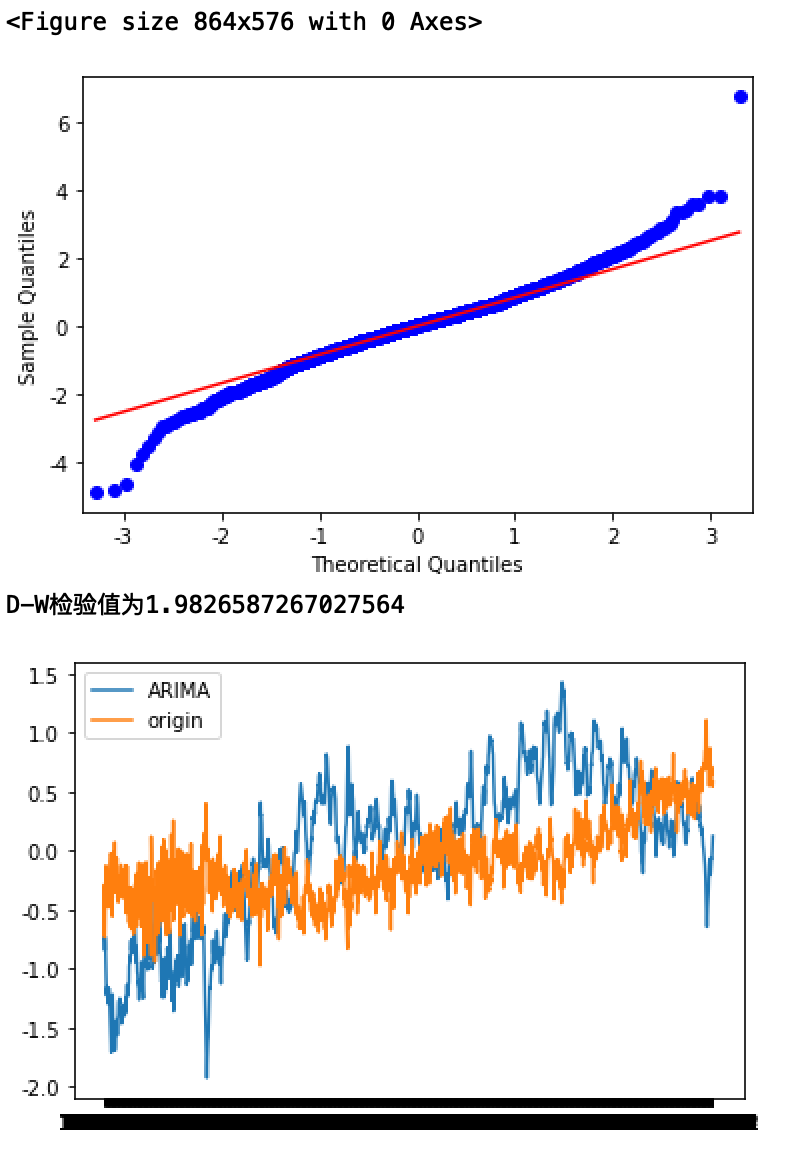 <Figure size 864x576 with 0 Axes>
6
4
2
0
-2
-4
Sample Quantiles
-3 -2 -1 0 1 2 3
Theoretical Quantiles
D-W检验值为1.9826587267027564
1.5
1.0
0.5
0.0
-0.5
-1.0
-1.5
-2.0
ARIMA
origin